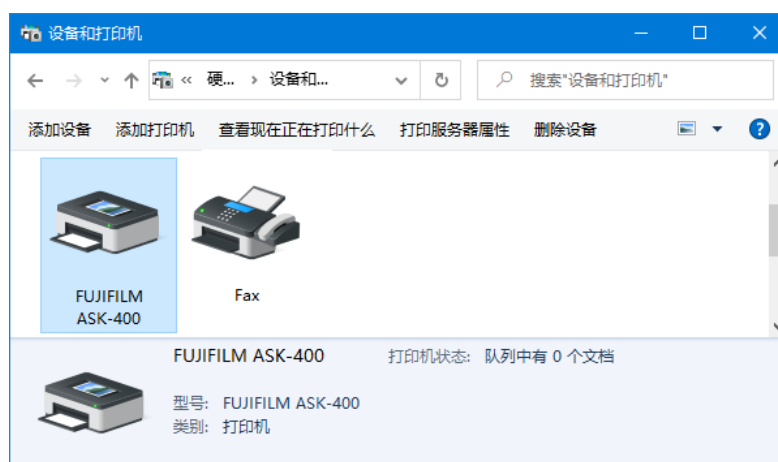 设备和打印机
« 硬... › 设备和...
搜索"设备和打印机"
添加设备 添加打印机 查看现在正在打印什么 打印服务器属性 删除设备
FUJIFILM
ASK-400
Fax
FUJIFILM ASK-400 打印机状态: 队列中有 0 个文档
型号: FUJIFILM ASK-400
类别: 打印机